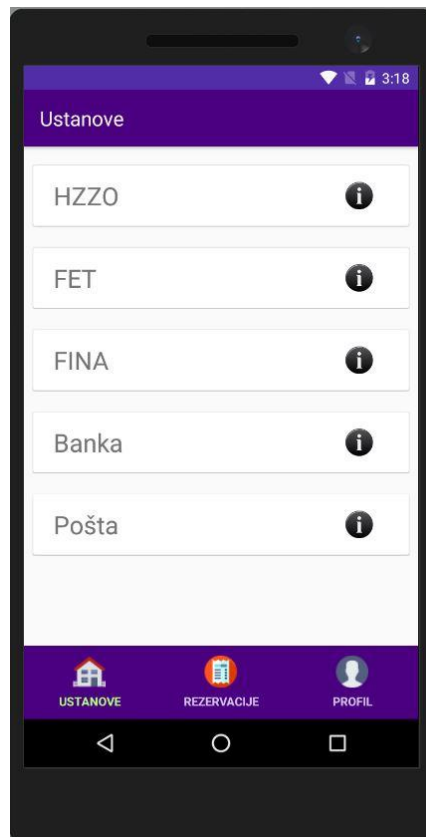 3:18
Ustanove
HZZO
FET
FINA
Banka
Pošta
USTANOVE REZERVACIJE PROFIL